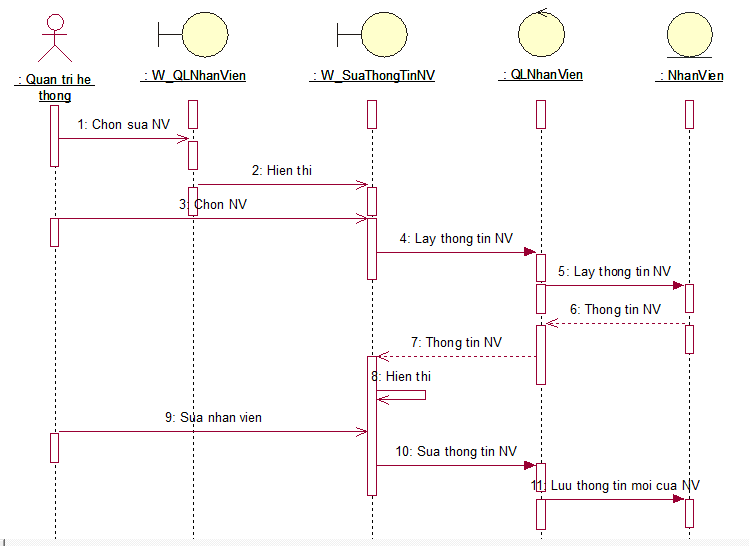 : Quan tri he
thong
: W_QLNhanVien
: W_SuaThongTinNV
: QLNhanVien
: NhanVien
1: Chon sua NV
2: Hien thi
3: Chon NV
4: Lay thong tin NV
5: Lay thong tin NV
6: Thong tin NV
7: Thong tin NV
8: Hien thi
9: Sua nhan vien
10: Sua thong tin NV
11: Luu thong tin moi cua NV